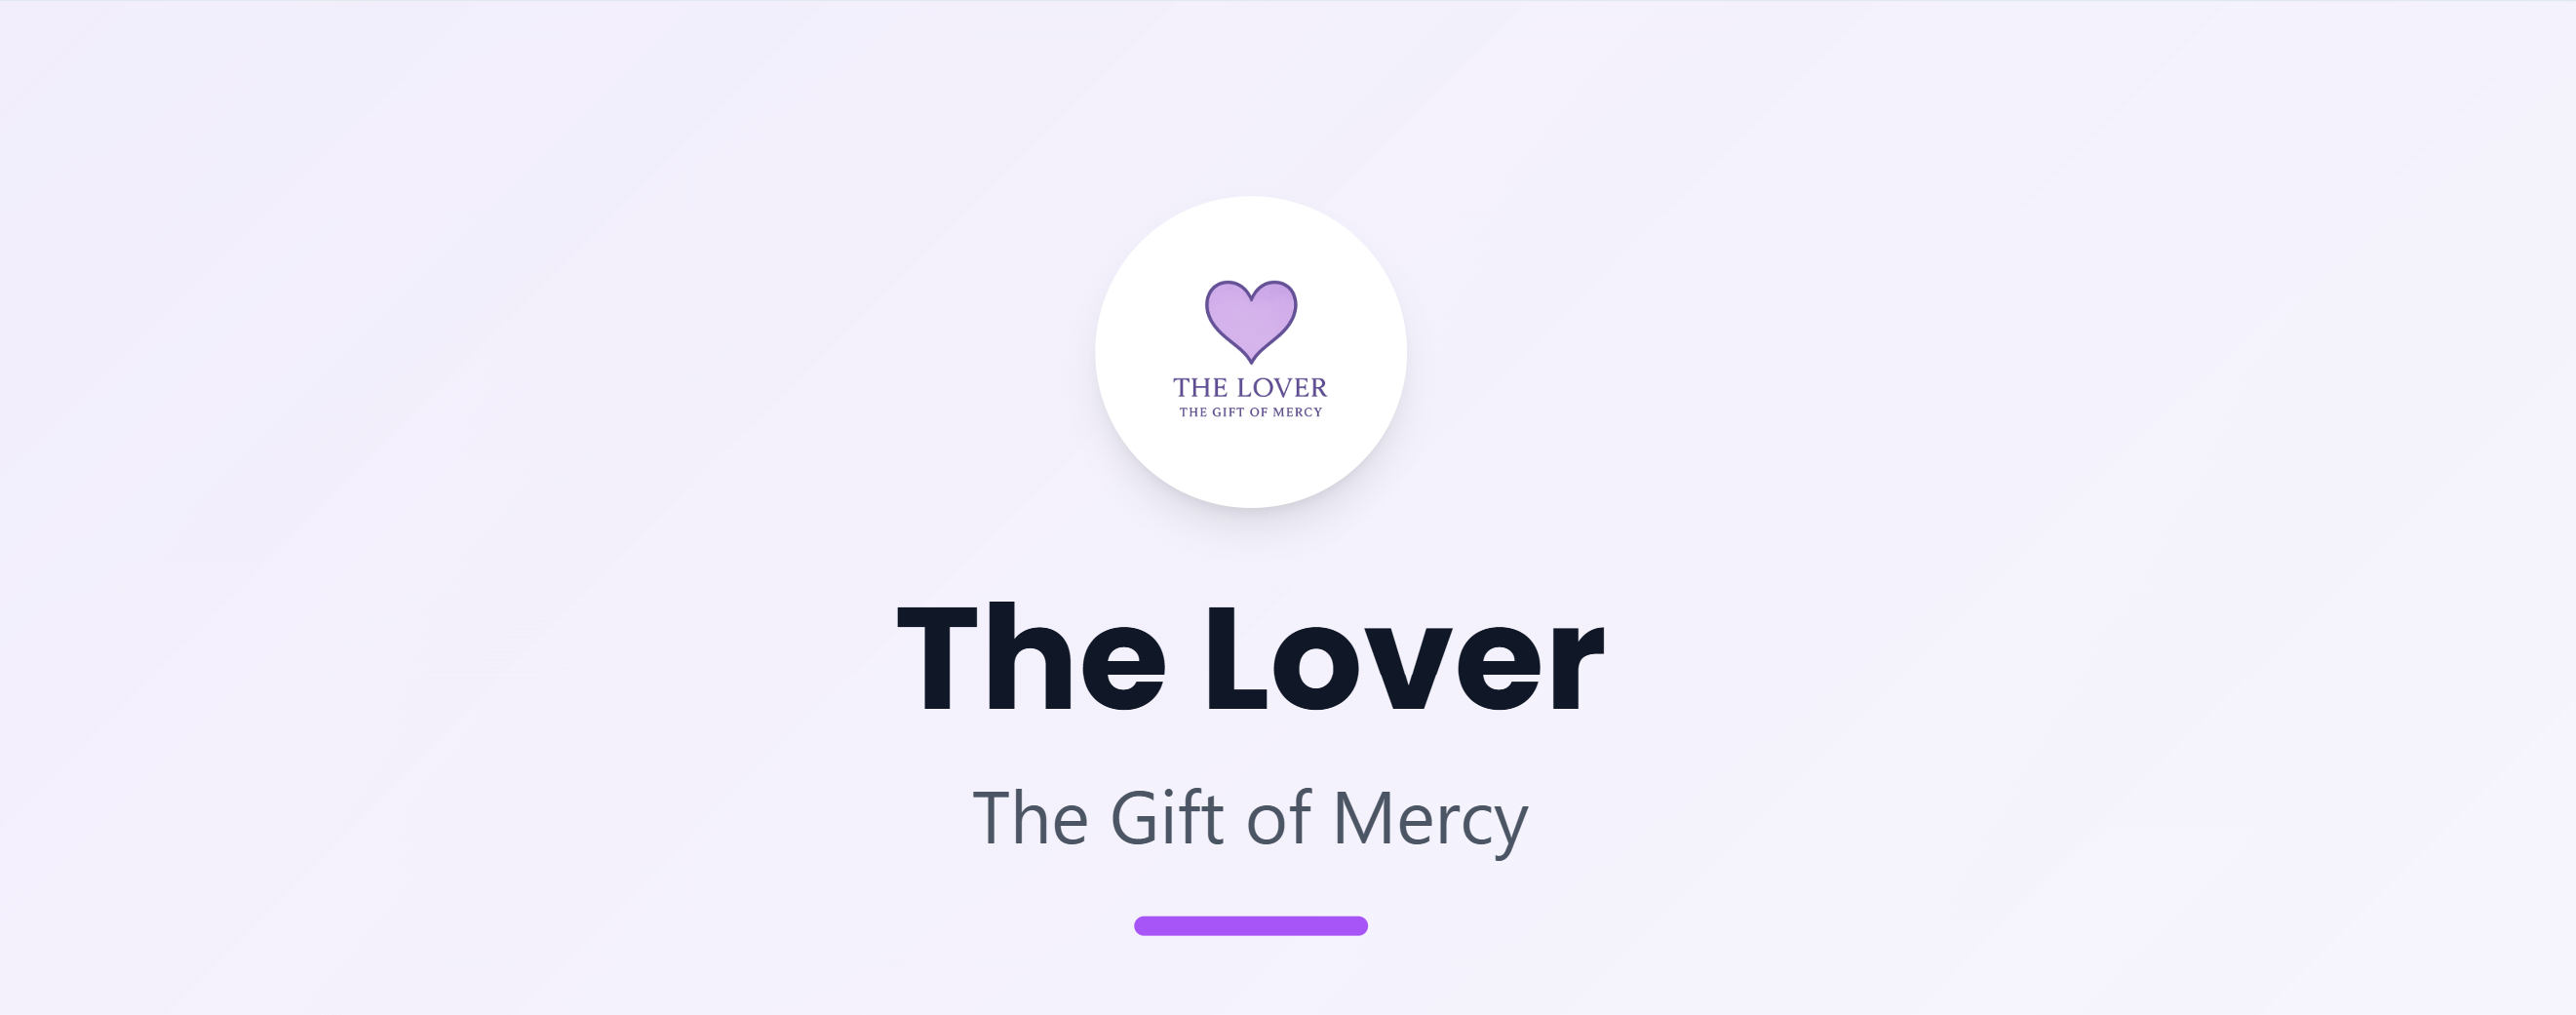 THE LOVER
THE GIFT OF MERCY
The Lover
The Gift of Mercy